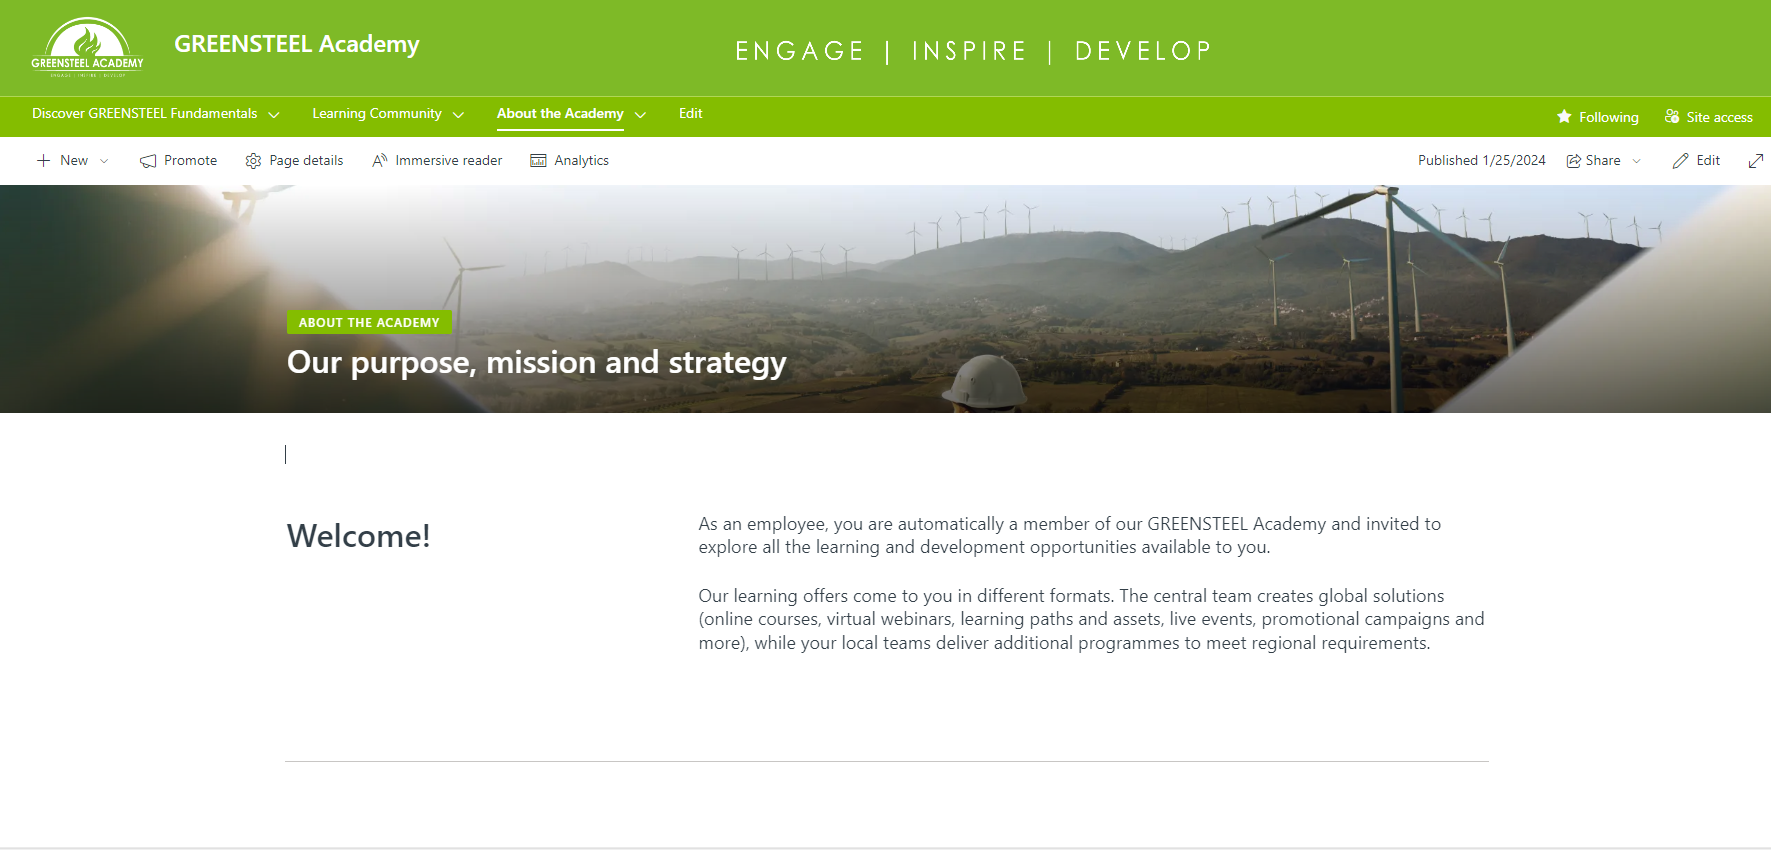 GREENSTEEL ACADEMY
ENGAGE | INSPIRE | DEVELOP
GREENSTEEL Academy
ENGAGE | INSPIRE | DEVELOP
Discover GREENSTEEL Fundamentals Learning Community About the Academy Edit Following Site access
New Promote Page details Immersive reader Analytics Published 1/25/2024 Share Edit
ABOUT THE ACADEMY
Our purpose, mission and strategy
Welcome!
As an employee, you are automatically a member of our GREENSTEEL Academy and invited to
explore all the learning and development opportunities available to you.
Our learning offers come to you in different formats. The central team creates global solutions
(online courses, virtual webinars, learning paths and assets, live events, promotional campaigns and
more), while your local teams deliver additional programmes to meet regional requirements.